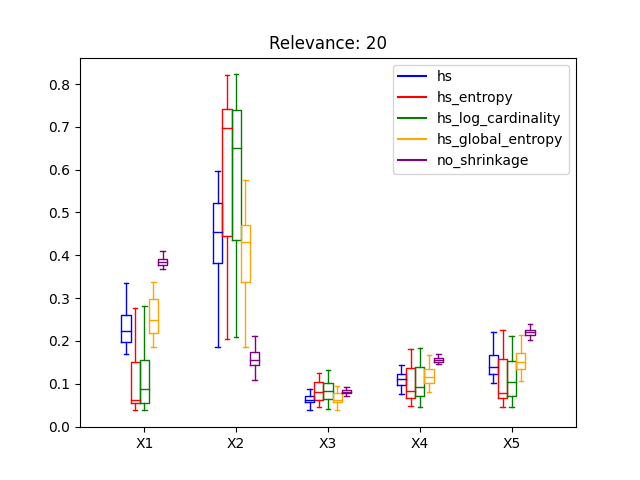 Relevance: 20
hs
hs_entropy
hs_log_cardinality
hs_global_entropy
no_shrinkage
0.8
0.7
0.6
0.5
0.4
0.3
0.2
0.1
0.0
X1 X2 X3 X4 X5